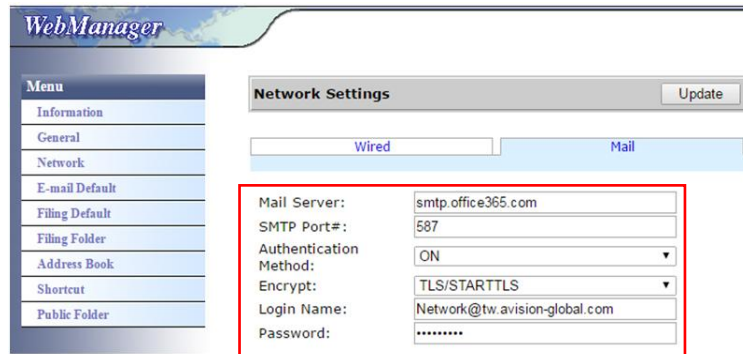 WebManager
Menu
Information
General
Network
E-mail Default
Filing Default
Filing Folder
Address Book
Shortcut
Public Folder
Network Settings
Update
Wired
Mail
Mail Server: smtp.office365.com
SMTP Port#: 587
Authentication Method: ON
Encrypt: TLS/STARTTLS
Login Name: Network@tw.avision-global.com
Password: •••••••••